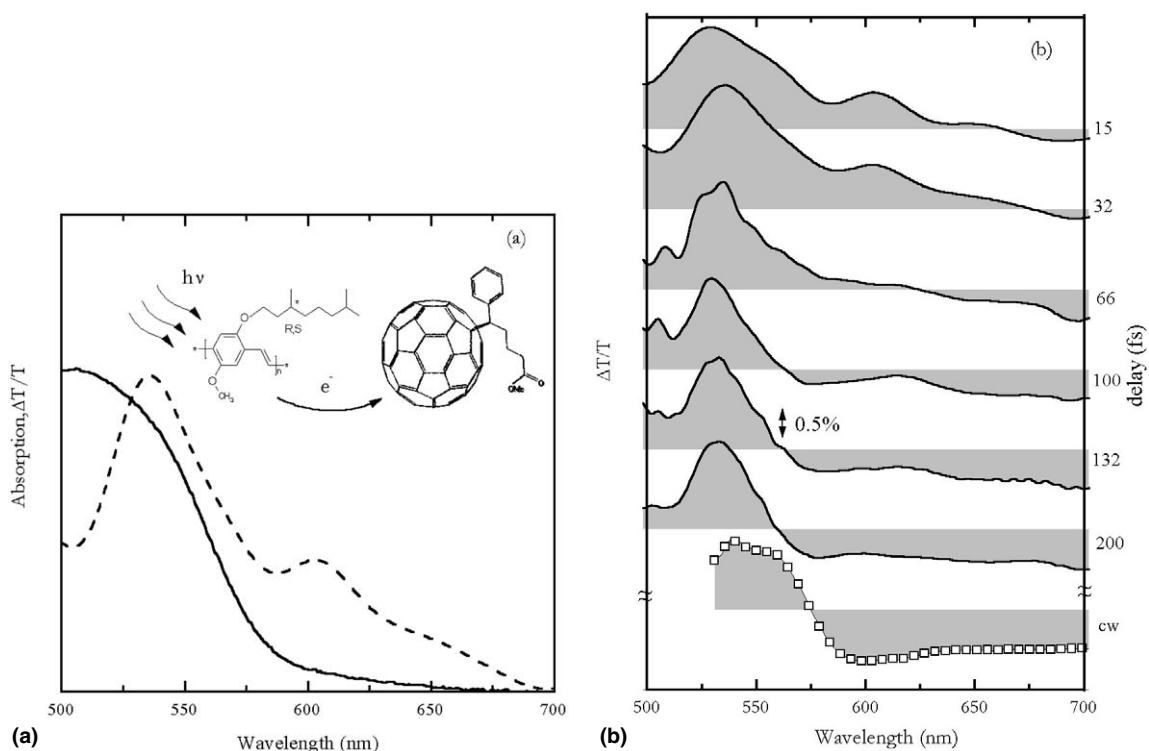 (a)
hν
O
*
R,S
*
n
*
O
CH3
e-
O
OMe
Absorption,ΔT/T
500
550
600
650
700
Wavelength (nm)
(a)
(b)
15
32
66
100
132
200
cw
0.5%
ΔT/T
delay (fs)
500
550
600
650
700
Wavelength (nm)
(b)